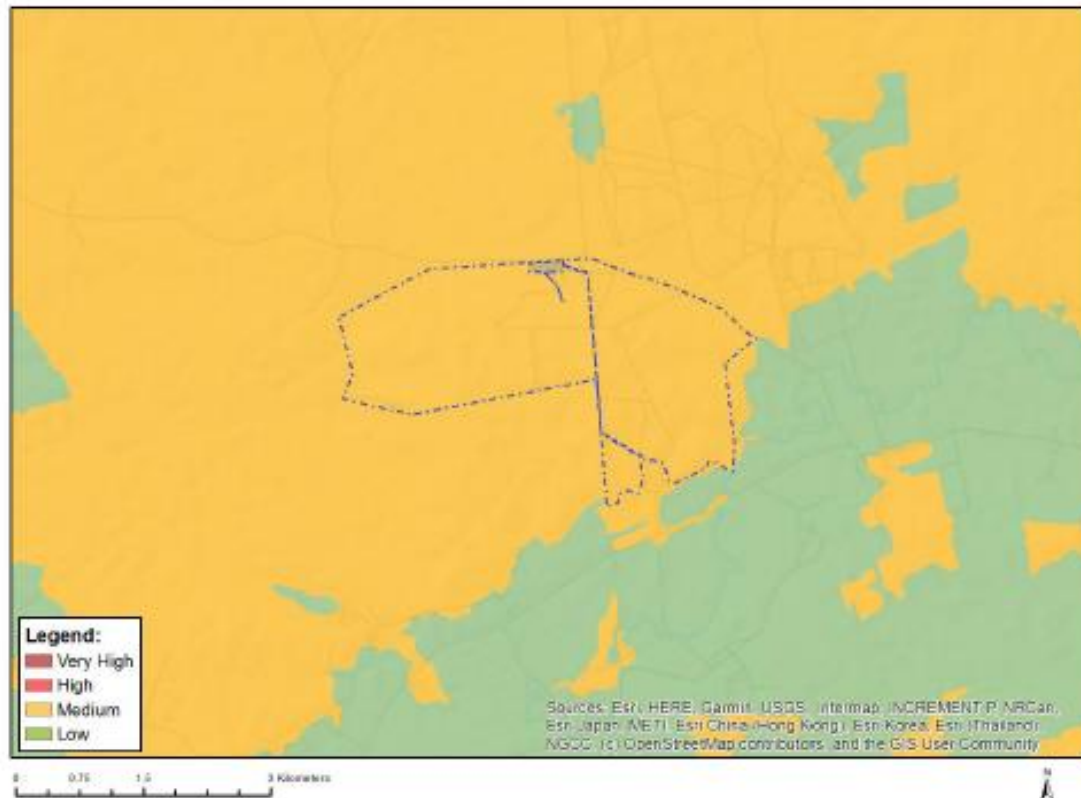 Legend:
Very High
High
Medium
Low
Sources: Esri, HERE, Garmin, USGS, Intermap, INCREMENT P, NRCan,
Esri Japan, METI, Esri China (Hong Kong), Esri Korea, Esri (Thailand),
NGCC, (c) OpenStreetMap contributors, and the GIS User Community
0 0.75 1.5 3 Kilometers
N